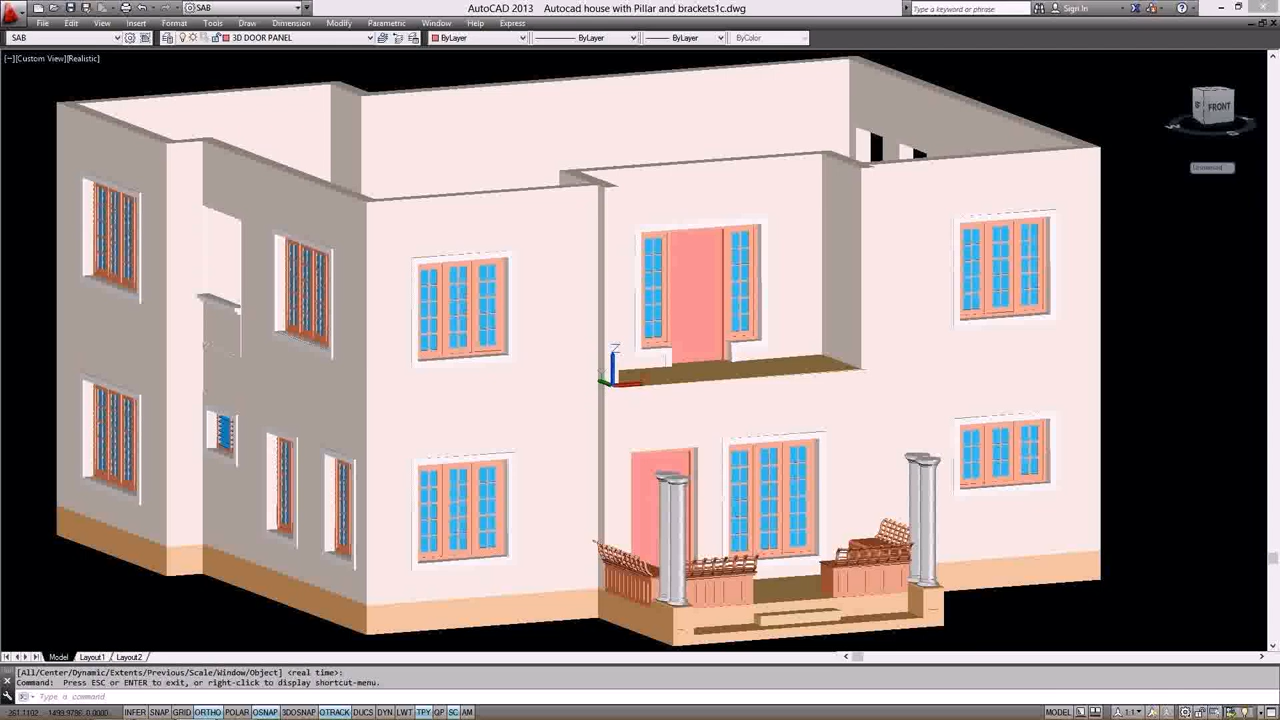 SAB
AutoCAD 2013 Autocad house with Pillar and brackets1c.dwg
Type a keyword or phrase
Sign In
File Edit View Insert Format Tools Draw Dimension Modify Parametric Window Help Express
SAB
3D DOOR PANEL
ByLayer
ByLayer
ByLayer
ByColor
[−][Custom View][Realistic]
FRONT
Unnamed
Z
Model Layout1 Layout2
[All/Center/Dynamic/Extents/Previous/Scale/Window/Object] <real time>:
Command: Press ESC or ENTER to exit, or right-click to display shortcut-menu.
Type a command
INFER SNAP GRID ORTHO POLAR OSNAP 3DOSNAP OTRACK DUCS DYN LWT TPY QP SC AM
MODEL
1:1